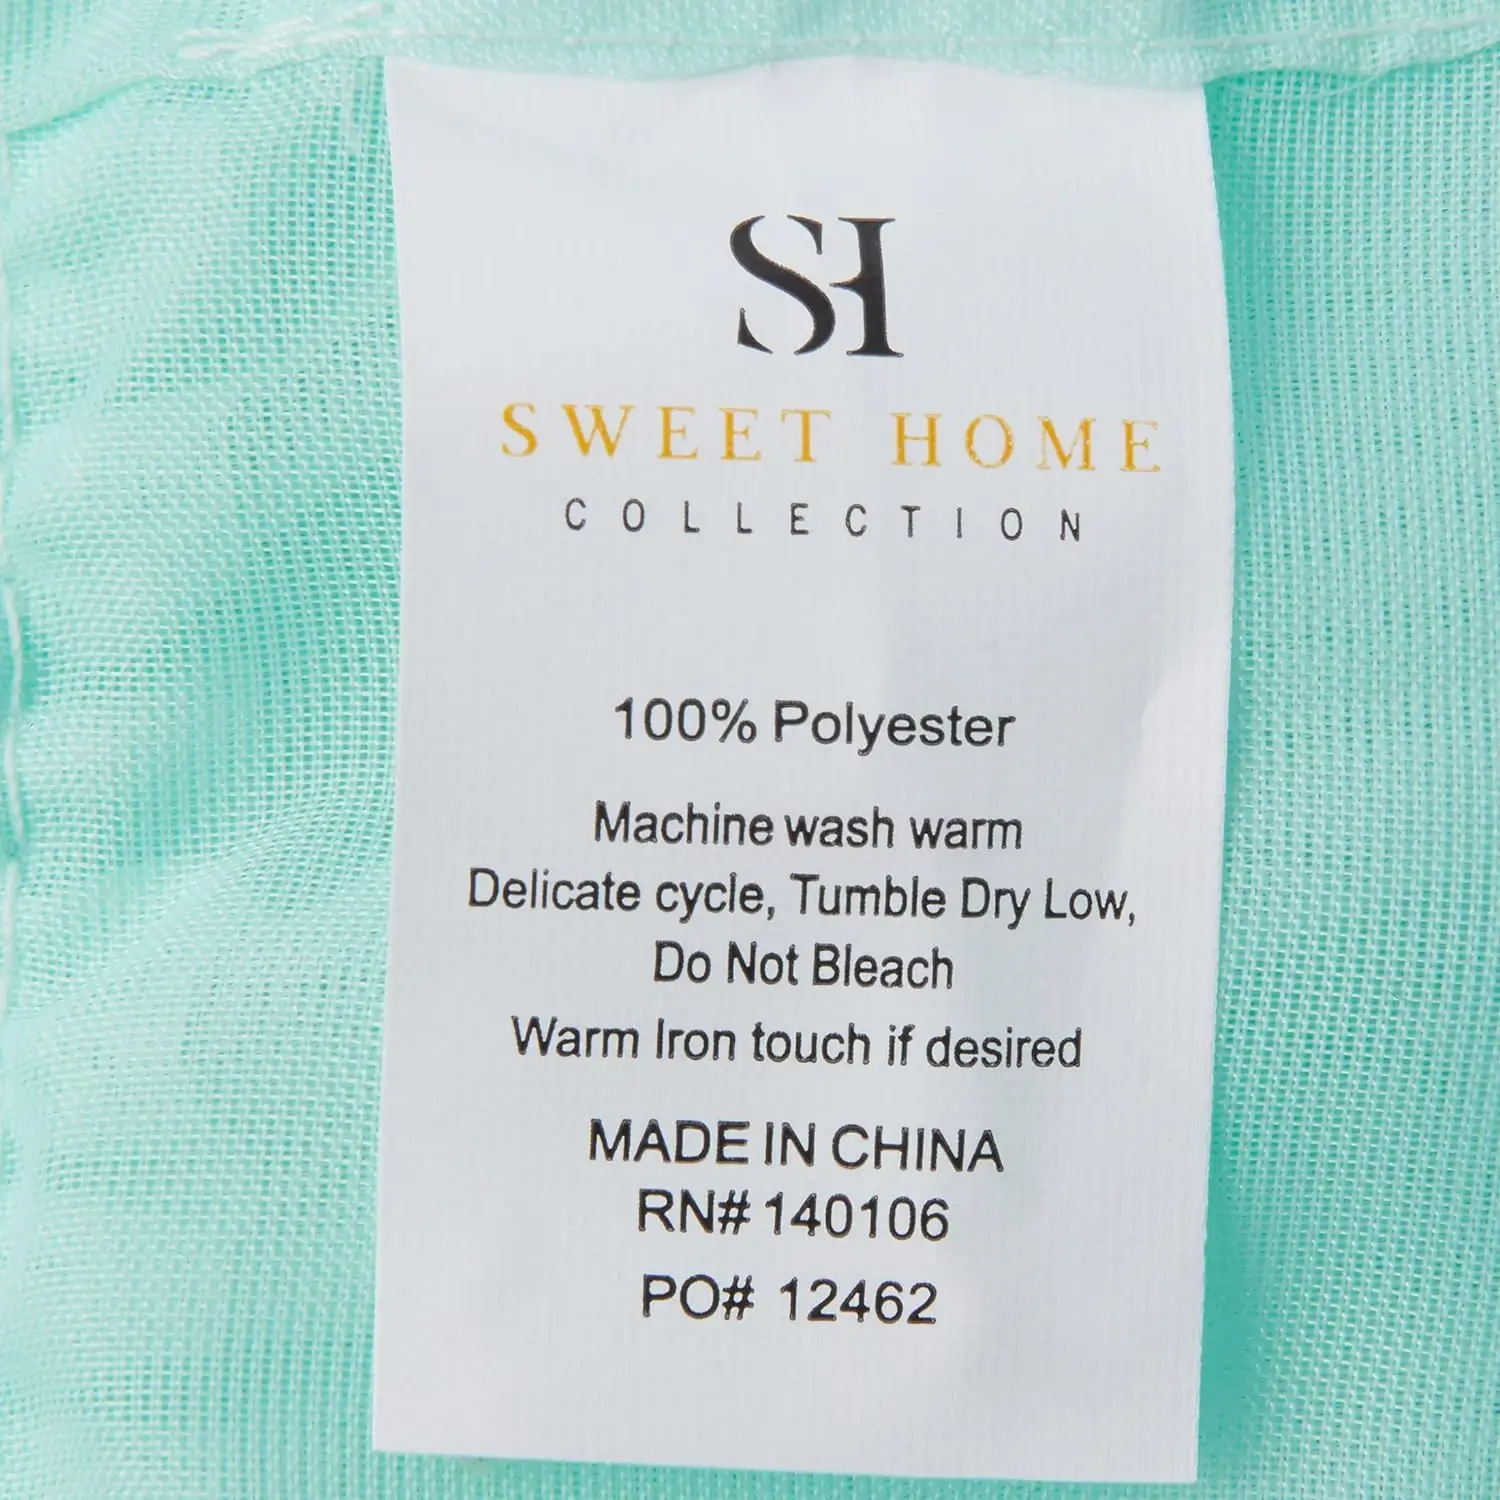 SH
SWEET HOME
COLLECTION
100% Polyester
Machine wash warm
Delicate cycle, Tumble Dry Low,
Do Not Bleach
Warm Iron touch if desired
MADE IN CHINA
RN# 140106
PO# 12462